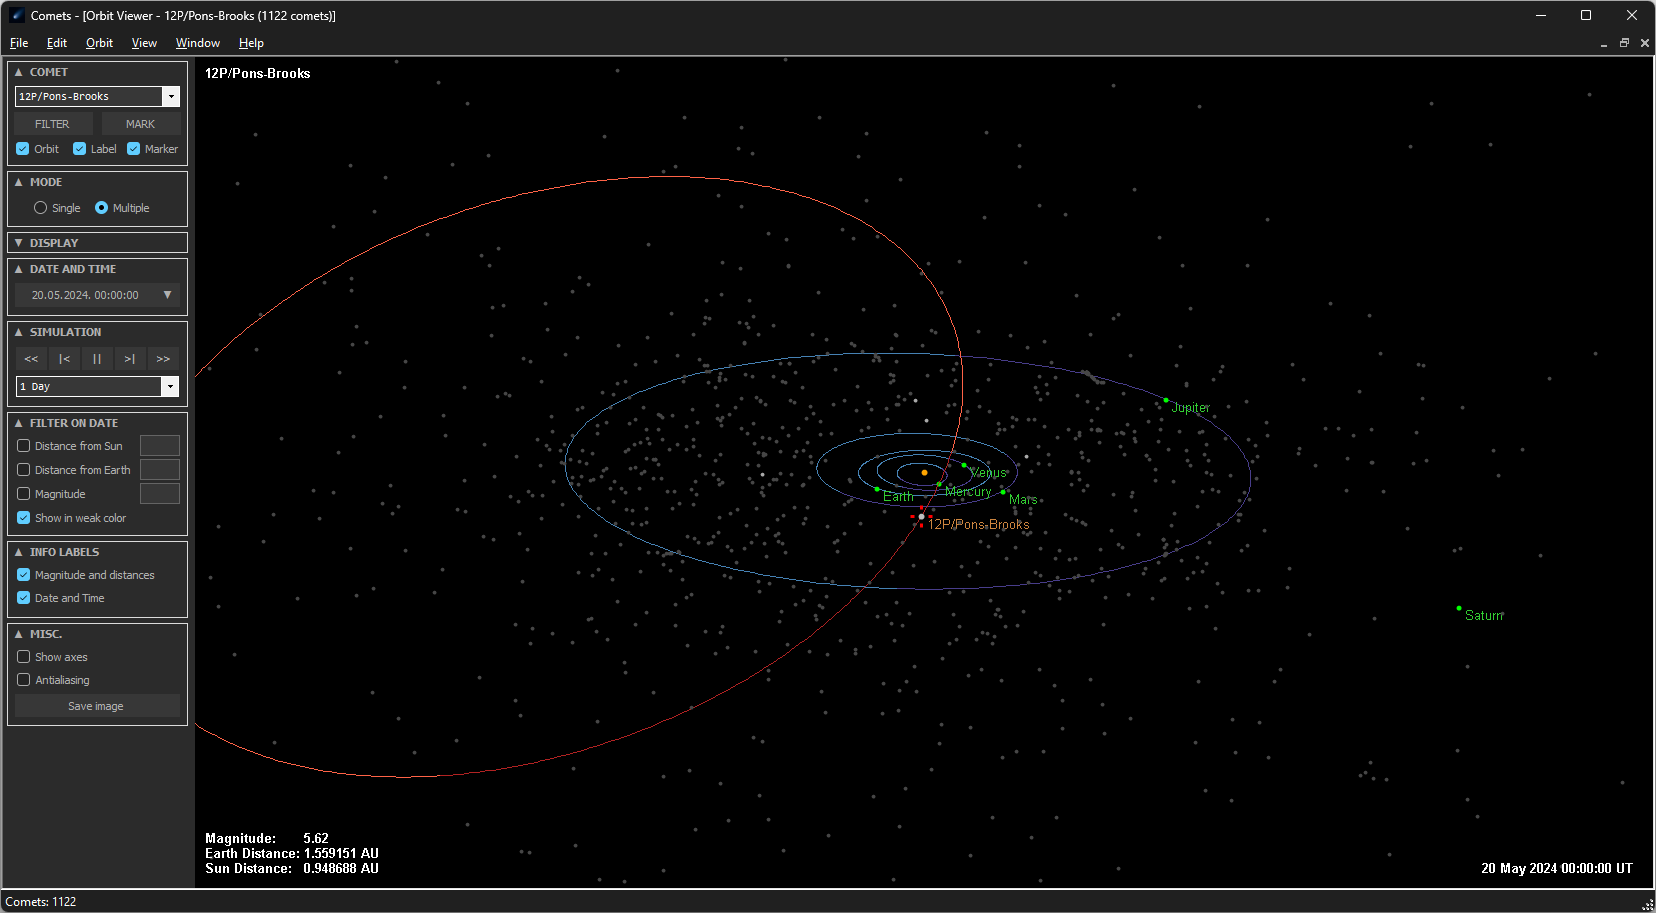 Comets - [Orbit Viewer - 12P/Pons-Brooks (1122 comets)]
File Edit Orbit View Window Help
COMET
12P/Pons-Brooks
FILTER MARK
Orbit Label Marker
MODE
Single Multiple
DISPLAY
DATE AND TIME
20.05.2024. 00:00:00
SIMULATION
<< |< || >| >>
1 Day
FILTER ON DATE
Distance from Sun
Distance from Earth
Magnitude
Show in weak color
INFO LABELS
Magnitude and distances
Date and Time
MISC.
Show axes
Antialiasing
Save image
12P/Pons-Brooks
Jupiter
Venus
Mercury
Earth
Mars
12P/Pons-Brooks
Saturn
Magnitude: 5.62
Earth Distance: 1.559151 AU
Sun Distance: 0.948688 AU
20 May 2024 00:00:00 UT
Comets: 1122